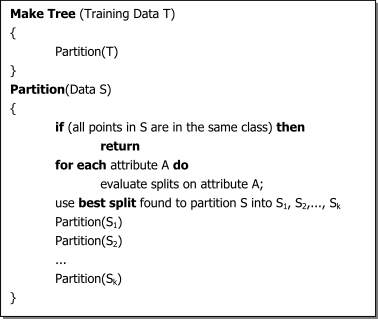 Make Tree (Training Data T)
{
Partition(T)
}
Partition(Data S)
{
if (all points in S are in the same class) then
return
for each attribute A do
evaluate splits on attribute A;
use best split found to partition S into S₁, S₂,..., Sₖ
Partition(S₁)
Partition(S₂)
...
Partition(Sₖ)
}